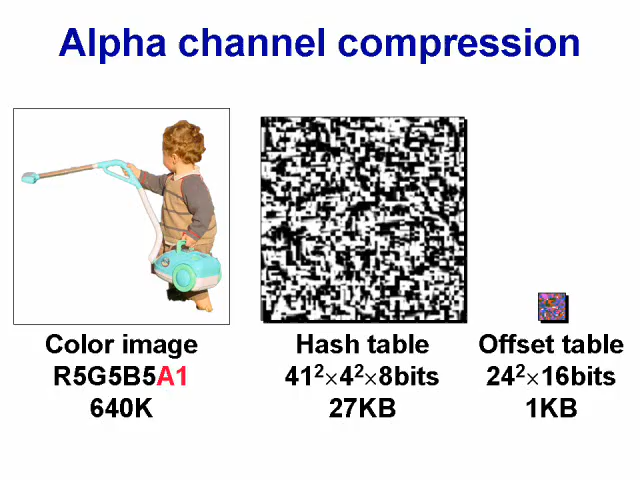 Alpha channel compression
Color image
R5G5B5A1
640K
Hash table
41²×4²×8bits
27KB
Offset table
24²×16bits
1KB